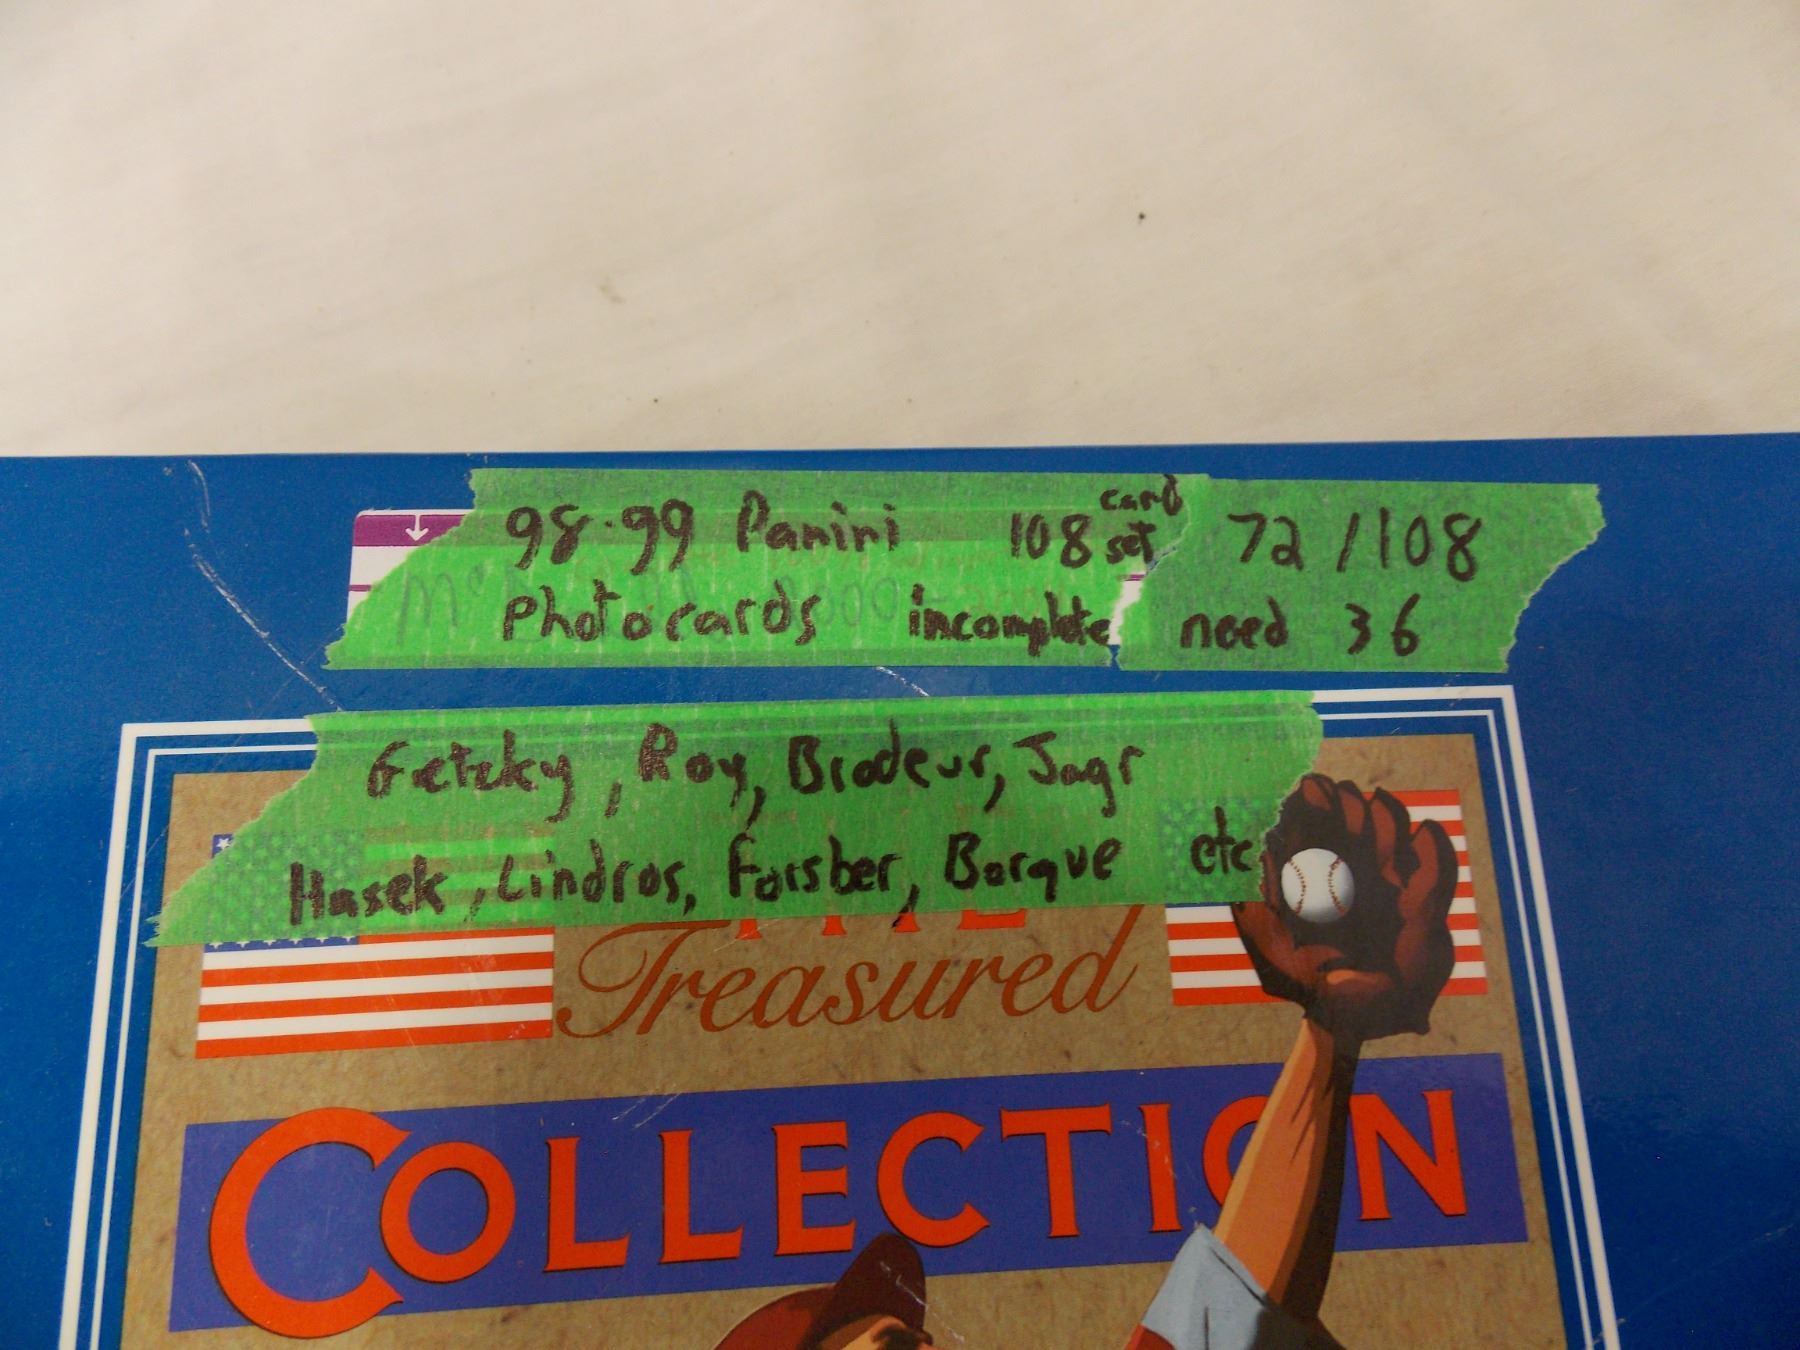 98-99 Panini 108 card set 72/108
Photocards incomplete need 36
Gretzky, Roy, Brodeur, Jagr
Hasek, Lindros, Forsber, Borque etc
Treasured
COLLECTION